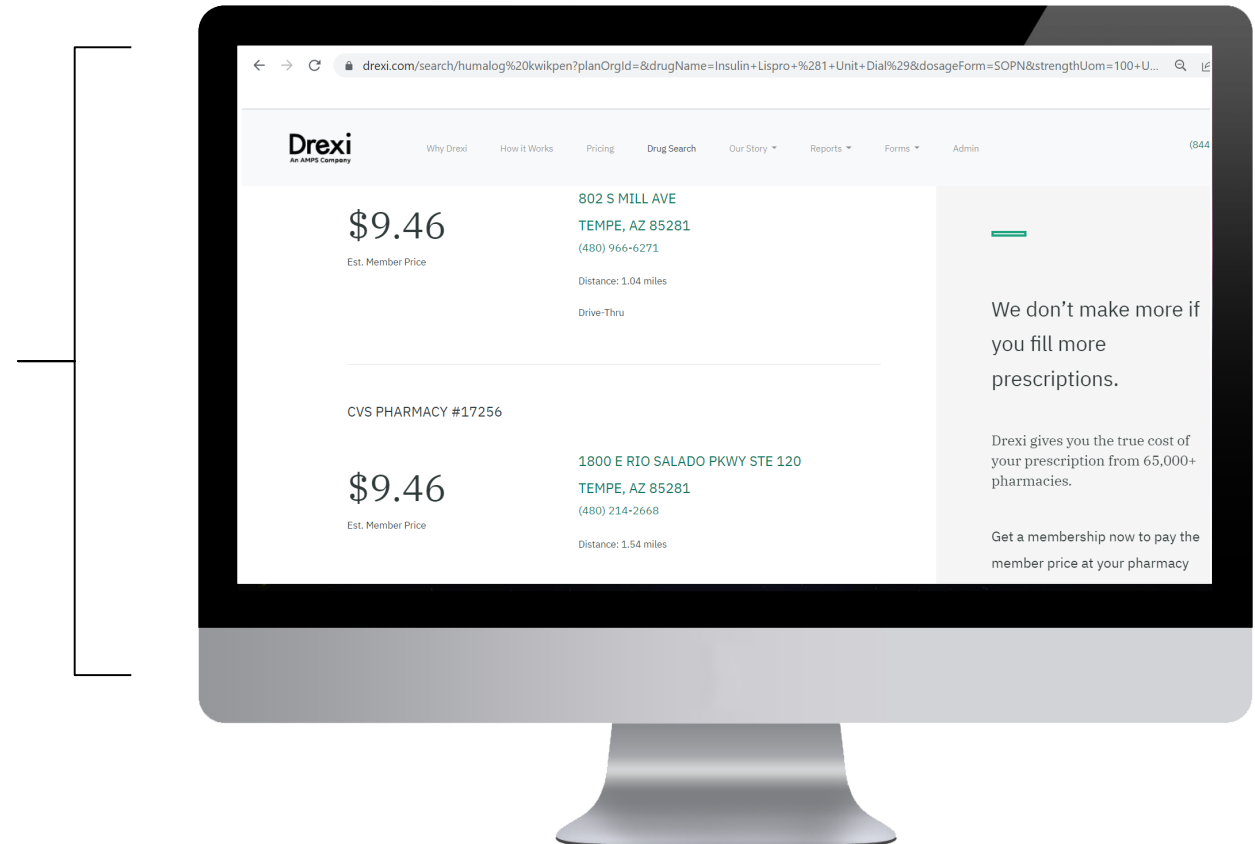 drexi.com/search/humalog%20kwikpen?planOrgId=&drugName=Insulin+Lispro+%281+Unit+Dial%29&dosageForm=SOPN&strengthUom=100+U...
Drexi
An AMPS Company
Why Drexi How it Works Pricing Drug Search Our Story Reports Forms Admin (844
802 S MILL AVE
$9.46
TEMPE, AZ 85281
(480) 966-6271
Est. Member Price
Distance: 1.04 miles
Drive-Thru
CVS PHARMACY #17256
1800 E RIO SALADO PKWY STE 120
$9.46
TEMPE, AZ 85281
(480) 214-2668
Est. Member Price
Distance: 1.54 miles
We don’t make more if
you fill more
prescriptions.
Drexi gives you the true cost of
your prescription from 65,000+
pharmacies.
Get a membership now to pay the
member price at your pharmacy